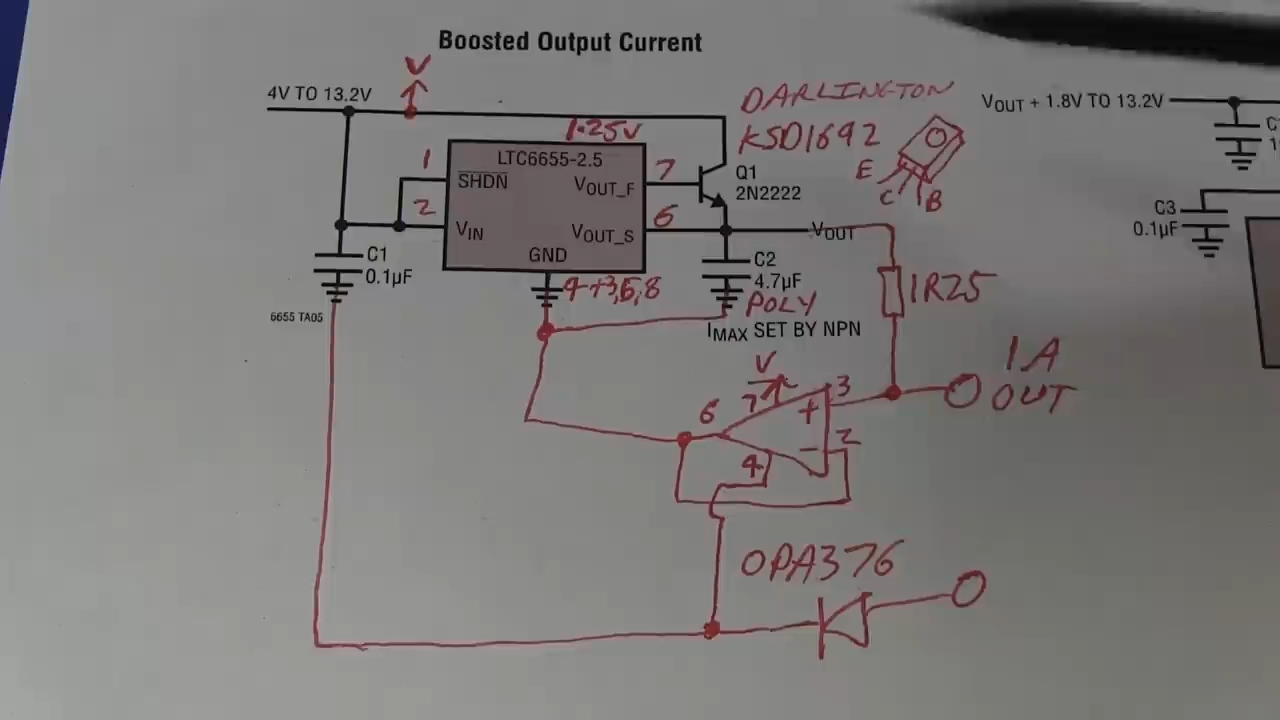 Boosted Output Current
V
4V TO 13.2V
DARLINGTON
KSD1692
E
C
B
VOUT + 1.8V TO 13.2V
1.25V
1
LTC6655-2.5
SHDN
VOUT_F
7
Q1
2N2222
2
VIN
VOUT_S
6
VOUT
GND
C1
0.1µF
C2
4.7µF
C3
0.1µF
4+3,5,8
POLY
1R25
6655 TA05
IMAX SET BY NPN
V
7
3
+
1A
OUT
6
2
−
4
OPA376